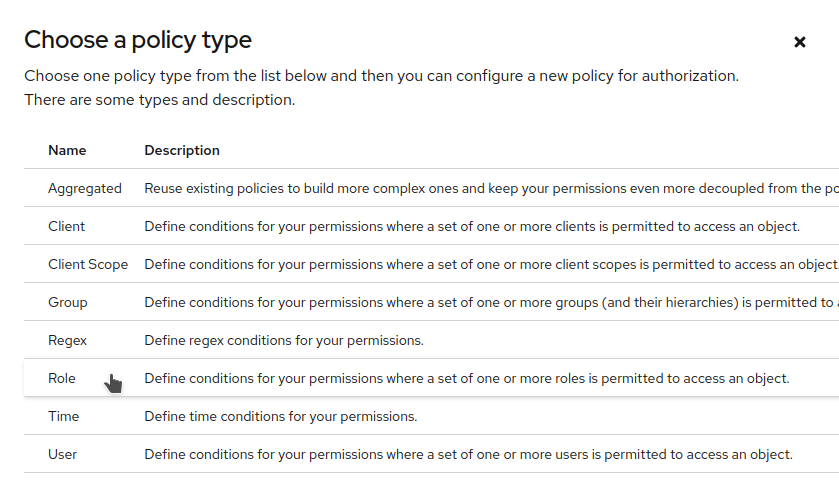 Choose a policy type
Choose one policy type from the list below and then you can configure a new policy for authorization.
There are some types and description.
Name Description
Aggregated Reuse existing policies to build more complex ones and keep your permissions even more decoupled from the
Client Define conditions for your permissions where a set of one or more clients is permitted to access an object.
Client Scope Define conditions for your permissions where a set of one or more client scopes is permitted to access an object
Group Define conditions for your permissions where a set of one or more groups (and their hierarchies) is permitted to
Regex Define regex conditions for your permissions.
Role Define conditions for your permissions where a set of one or more roles is permitted to access an object.
Time Define time conditions for your permissions.
User Define conditions for your permissions where a set of one or more users is permitted to access an object.